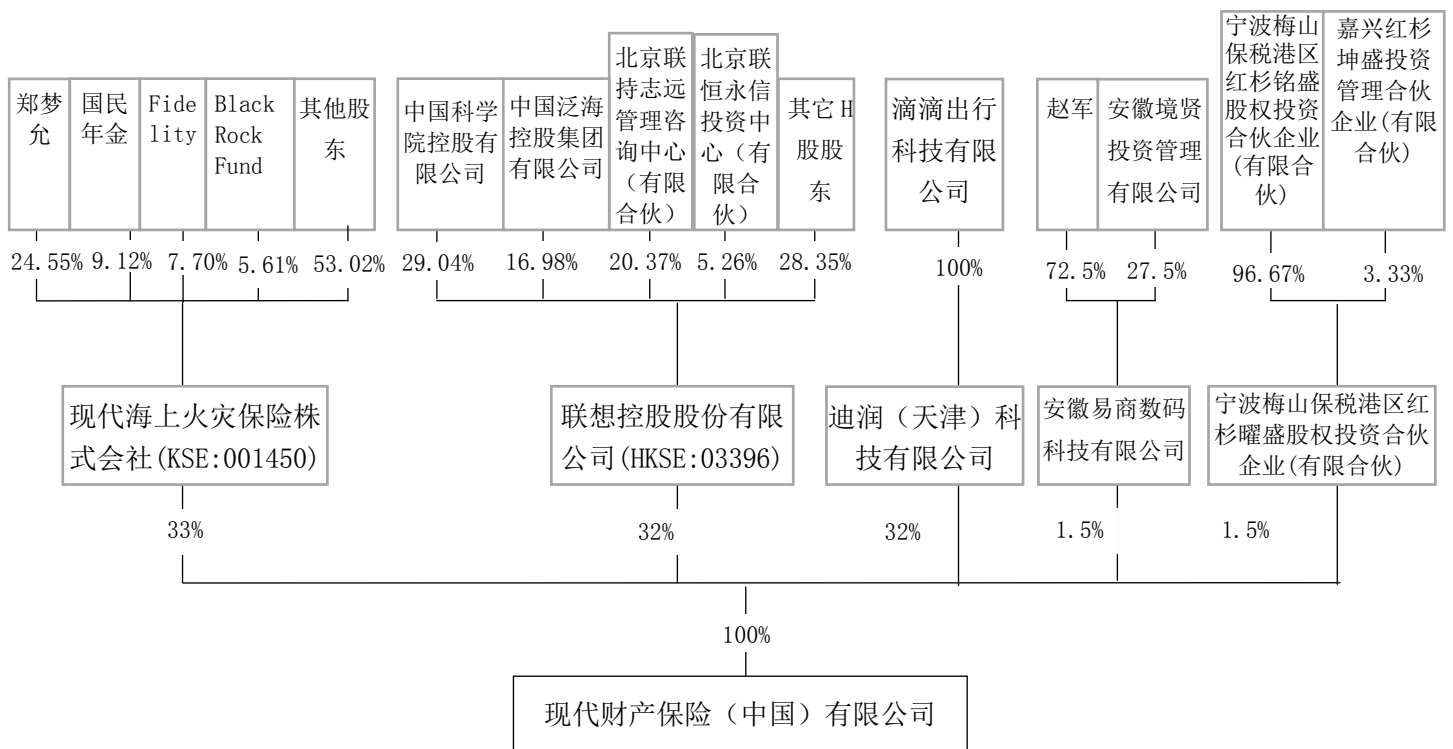 郑梦
允
国民
年金
Fide
lity
Black
Rock
Fund
其他股
东
中国科学
院控股有
限公司
中国泛海
控股集团
有限公司
北京联
持志远
管理咨
询中心
（有限
合伙）
北京联
恒永信
投资中
心（有
限合
伙）
其它H
股股
东
滴滴出行
科技有限
公司
赵军
安徽境贤
投资管理
有限公司
宁波梅山
保税港区
红杉铭盛
股权投资
合伙企业
(有限合
伙)
嘉兴红杉
坤盛投资
管理合伙
企业(有限
合伙)
24.55%
9.12%
7.70%
5.61%
53.02%
29.04%
16.98%
20.37%
5.26%
28.35%
100%
72.5%
27.5%
96.67%
3.33%
现代海上火灾保险株
式会社(KSE:001450)
联想控股股份有限
公司(HKSE:03396)
迪润（天津）科
技有限公司
安徽易商数码
科技有限公司
宁波梅山保税港区红
杉曜盛股权投资合伙
企业(有限合伙)
33%
32%
32%
1.5%
1.5%
100%
现代财产保险（中国）有限公司